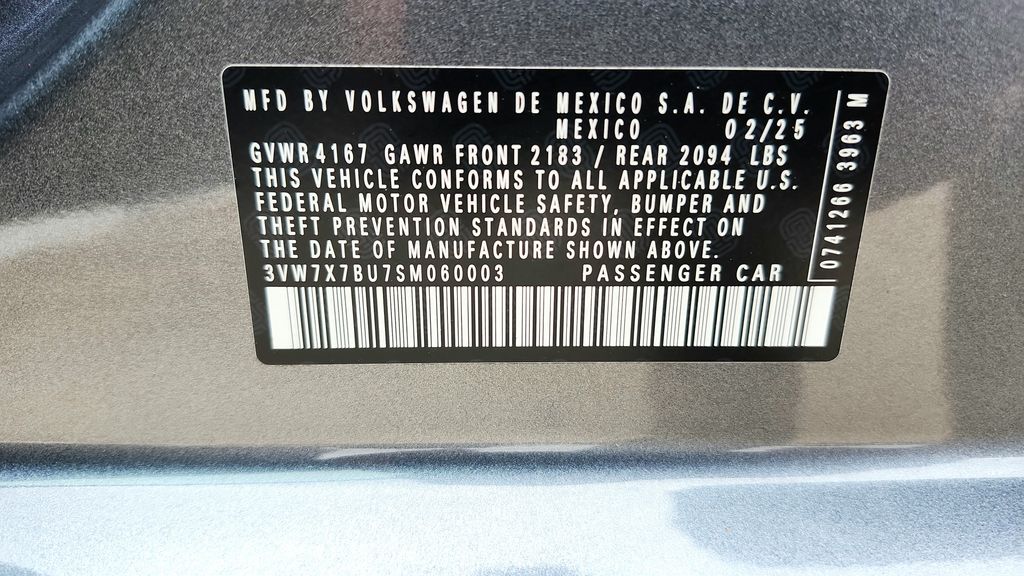 MFD BY VOLKSWAGEN DE MEXICO S.A. DE C.V.
MEXICO 02/25
GVWR 4167 GAWR FRONT 2183 / REAR 2094 LBS
THIS VEHICLE CONFORMS TO ALL APPLICABLE U.S.
FEDERAL MOTOR VEHICLE SAFETY, BUMPER AND
THEFT PREVENTION STANDARDS IN EFFECT ON
THE DATE OF MANUFACTURE SHOWN ABOVE.
3VW7X7BU7SM060003 PASSENGER CAR
0741266 3963 M